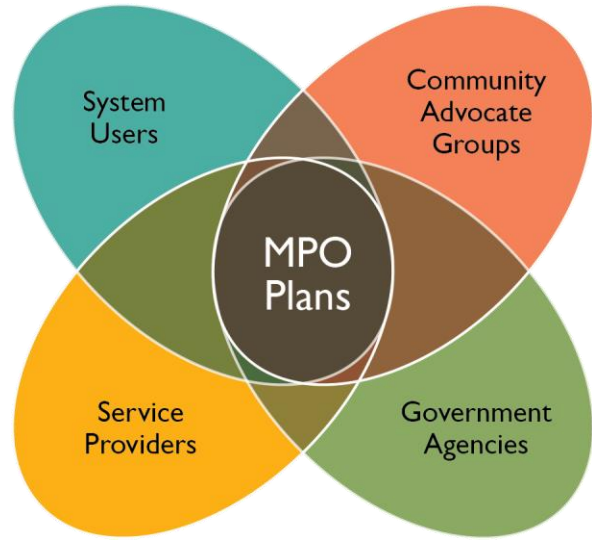 System
Users
Community
Advocate
Groups
MPO
Plans
Service
Providers
Government
Agencies